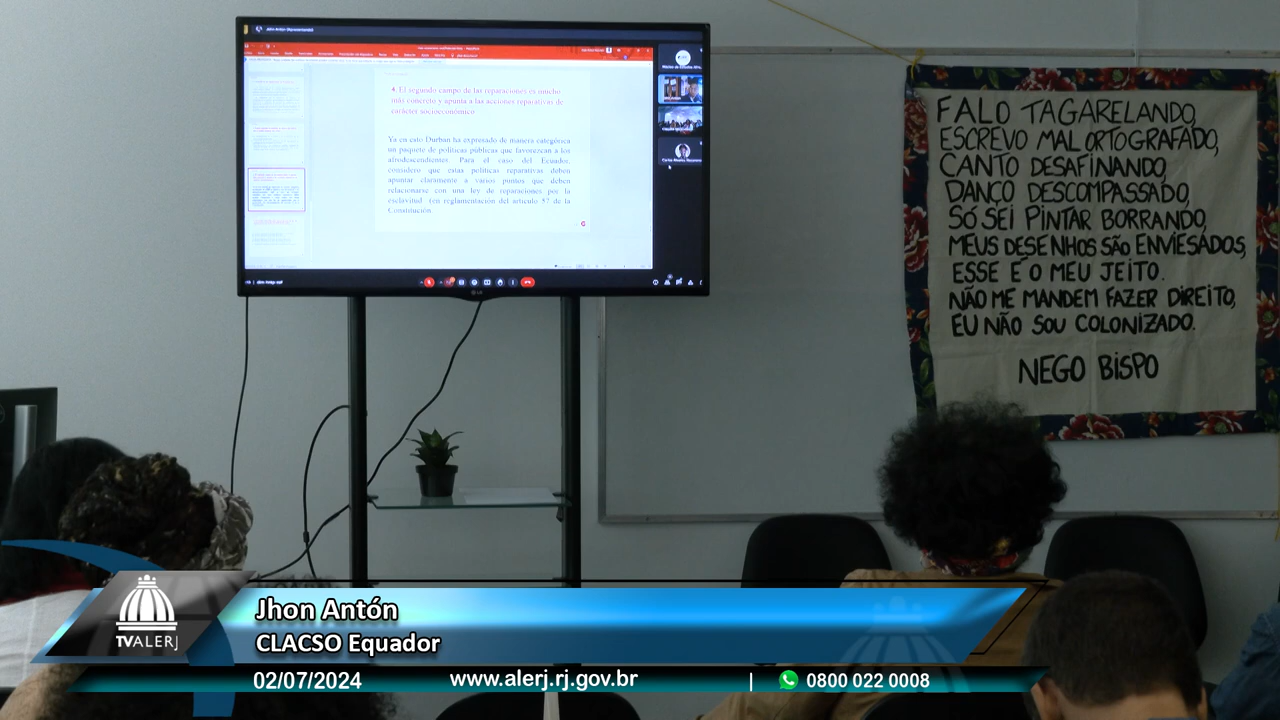 4. El segundo campo de las reparaciones es mucho
más concreto y apunta a las acciones reparativas de
carácter socioeconómico
Ya en esto Durban ha expresado de manera categórica
un paquete de políticas públicas que favorezcan a los
afrodescendientes. Para el caso del Ecuador,
considero que estas políticas reparativas deben
apuntar claramente a varios puntos que deben
relacionarse con una ley de reparaciones por la
esclavitud (en reglamentación del artículo 57 de la
Constitución
LG
FALO TAGARELANDO,
ESCREVO MAL ORTOGRAFADO,
CANTO DESAFINANDO,
DANÇO DESCOMPASSADO,
SÓ SEI PINTAR BORRANDO,
MEUS DESENHOS SÃO ENVIESADOS,
ESSE É O MEU JEITO.
NÃO ME MANDEM FAZER DIREITO,
EU NÃO SOU COLONIZADO.
NEGO BISPO
TVALERJ
Jhon Antón
CLACSO Equador
02/07/2024 www.alerj.rj.gov.br | 0800 022 0008